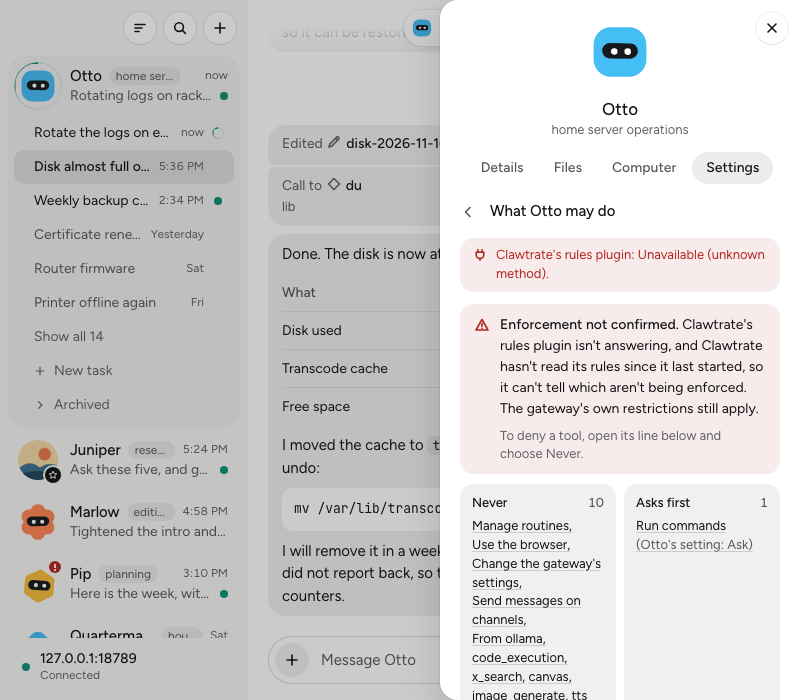 Otto home ser... now
Rotating logs on rack...
Rotate the logs on e... now
Disk almost full o... 5:36 PM
Weekly backup c... 2:34 PM
Certificate rene... Yesterday
Router firmware Sat
Printer offline again Fri
Show all 14
+ New task
> Archived
Juniper rese... 5:24 PM
Ask these five, and g...
Marlow editi... 4:58 PM
Tightened the intro and...
Pip planning 3:10 PM
Here is the week, wit...
Quarterma hou... Sat
127.0.0.1:18789
Connected
so it can be restor
Edited disk-2026-11-1
Call to du
lib
Done. The disk is now at
What
Disk used
Transcode cache
Free space
I moved the cache to
undo:
mv /var/lib/transco
I will remove it in a week
did not report back, so t
counters.
+ Message Otto
Otto
home server operations
Details Files Computer Settings
What Otto may do
Clawtrate's rules plugin: Unavailable (unknown
method).
Enforcement not confirmed. Clawtrate's
rules plugin isn't answering, and Clawtrate
hasn't read its rules since it last started, so
it can't tell which aren't being enforced.
The gateway's own restrictions still apply.
To deny a tool, open its line below and
choose Never.
Never 10
Manage routines,
Use the browser,
Change the gateway's
settings,
Send messages on
channels,
From ollama,
code_execution,
x_search, canvas,
image_generate, tts
Asks first 1
Run commands
(Otto's setting: Ask)